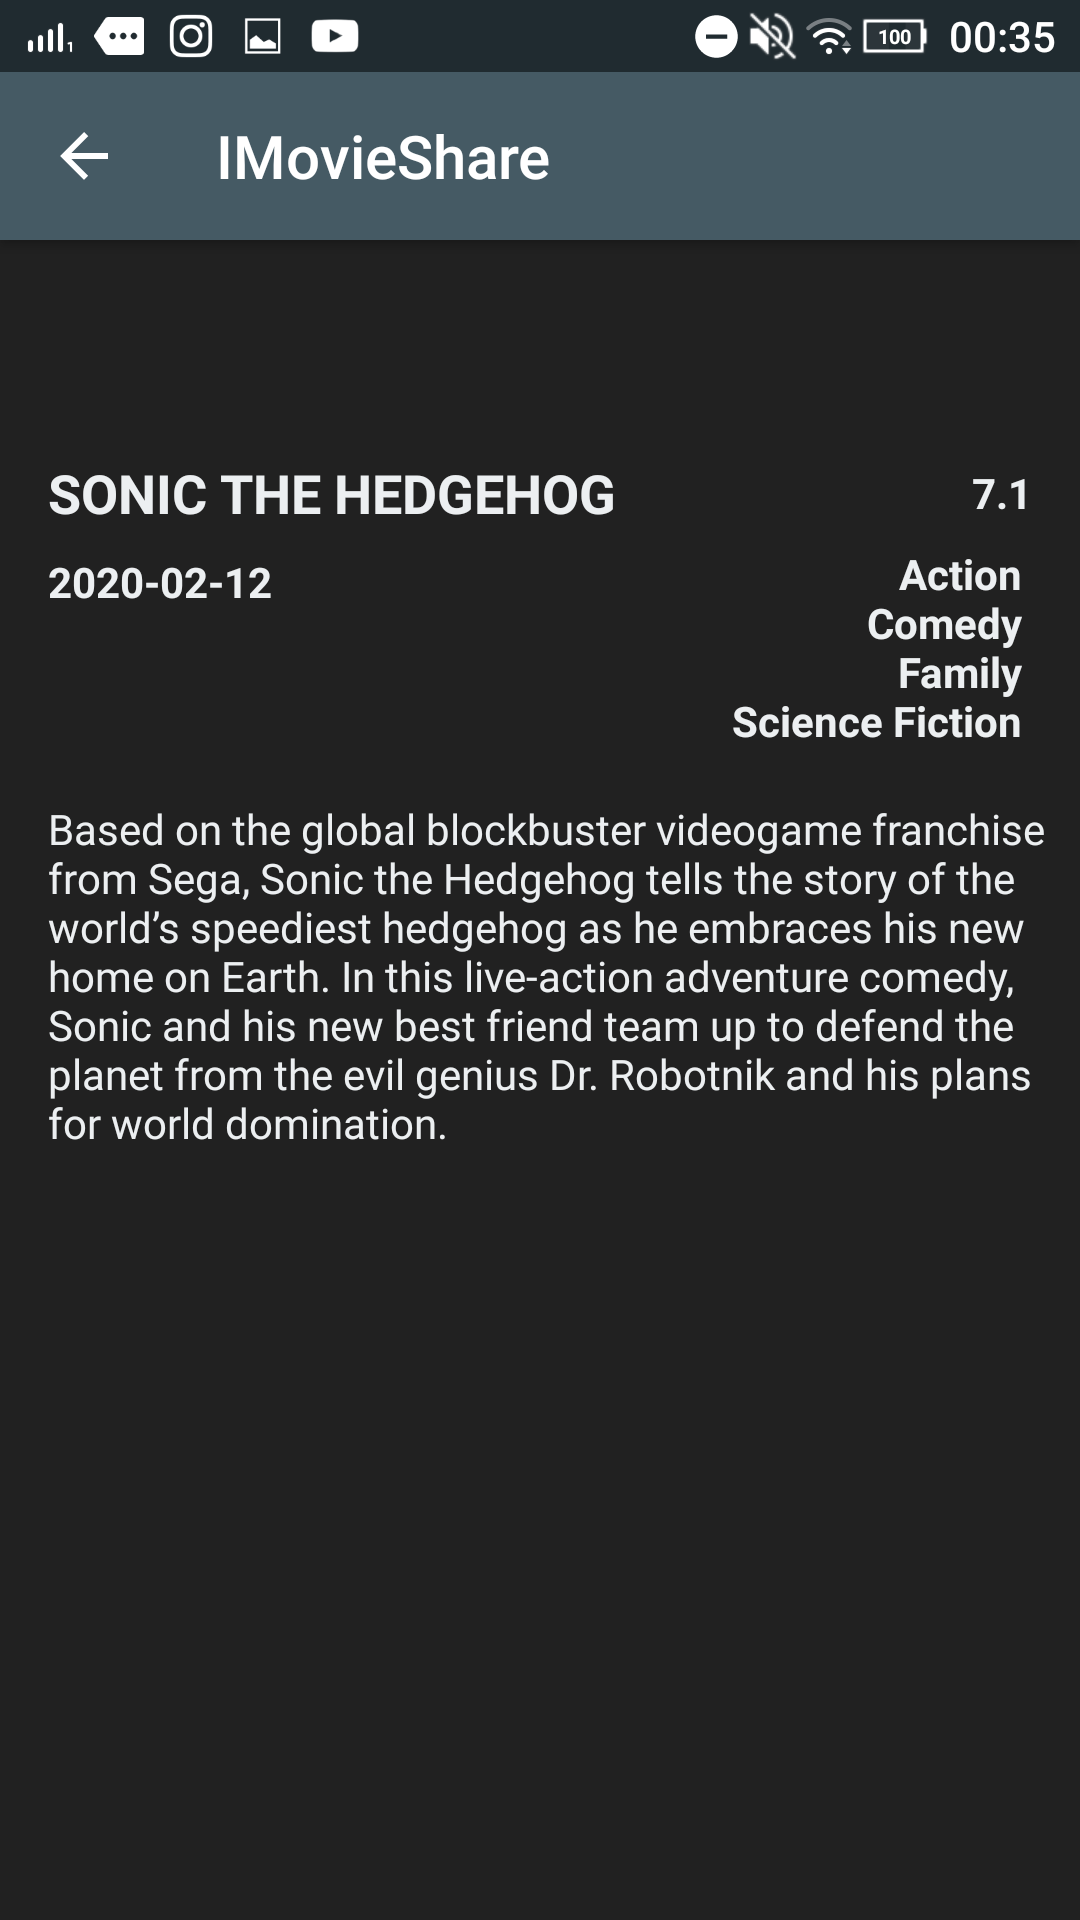 1 100 00:35
IMovieShare
SONIC THE HEDGEHOG 7.1
2020-02-12 Action
Comedy
Family
Science Fiction
Based on the global blockbuster videogame franchise
from Sega, Sonic the Hedgehog tells the story of the
world’s speediest hedgehog as he embraces his new
home on Earth. In this live-action adventure comedy,
Sonic and his new best friend team up to defend the
planet from the evil genius Dr. Robotnik and his plans
for world domination.